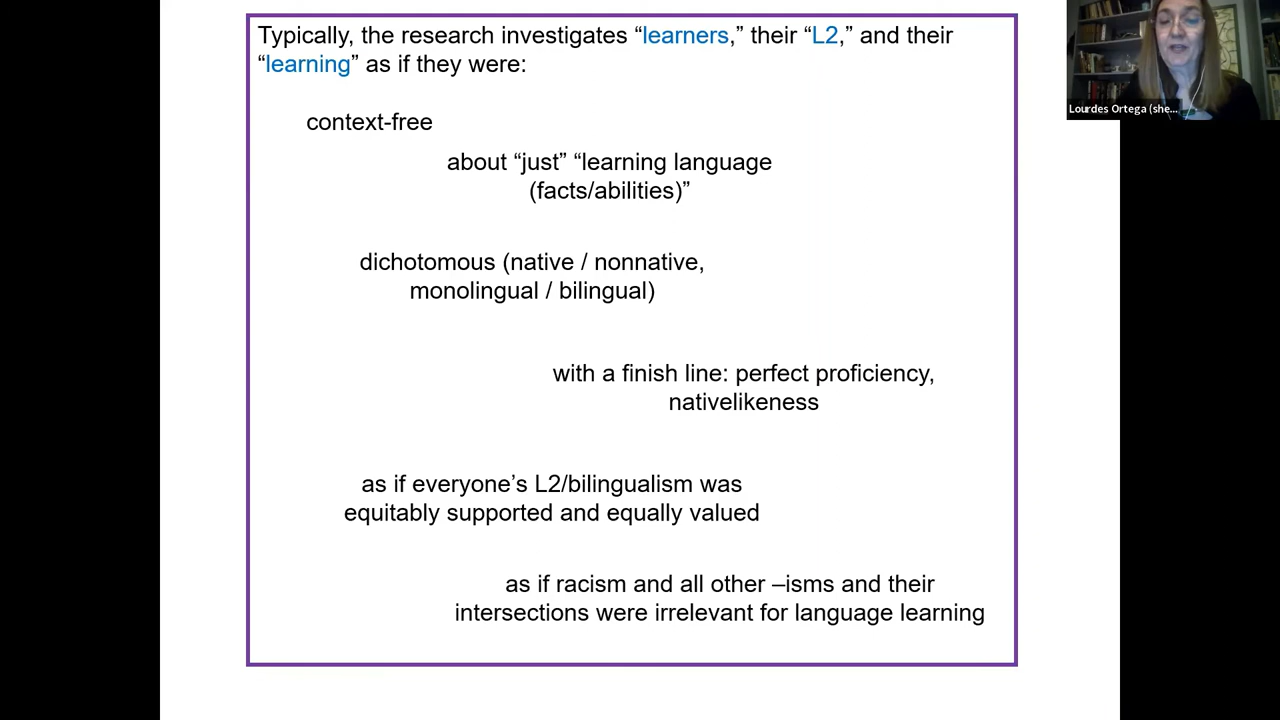 Typically, the research investigates “learners,” their “L2,” and their
“learning” as if they were:
context-free
about “just” “learning language
(facts/abilities)”
dichotomous (native / nonnative,
monolingual / bilingual)
with a finish line: perfect proficiency,
nativelikeness
as if everyone’s L2/bilingualism was
equitably supported and equally valued
as if racism and all other –isms and their
intersections were irrelevant for language learning
Lourdes Ortega (she...